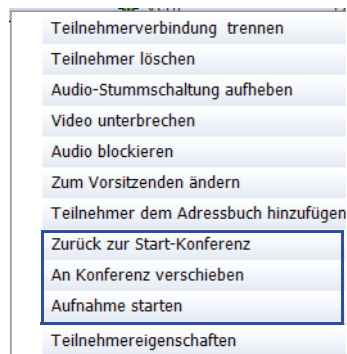 Teilnehmerverbindung trennen
Teilnehmer löschen
Audio-Stummschaltung aufheben
Video unterbrechen
Audio blockieren
Zum Vorsitzenden ändern
Teilnehmer dem Adressbuch hinzufügen
Zurück zur Start-Konferenz
An Konferenz verschieben
Aufnahme starten
Teilnehmereigenschaften